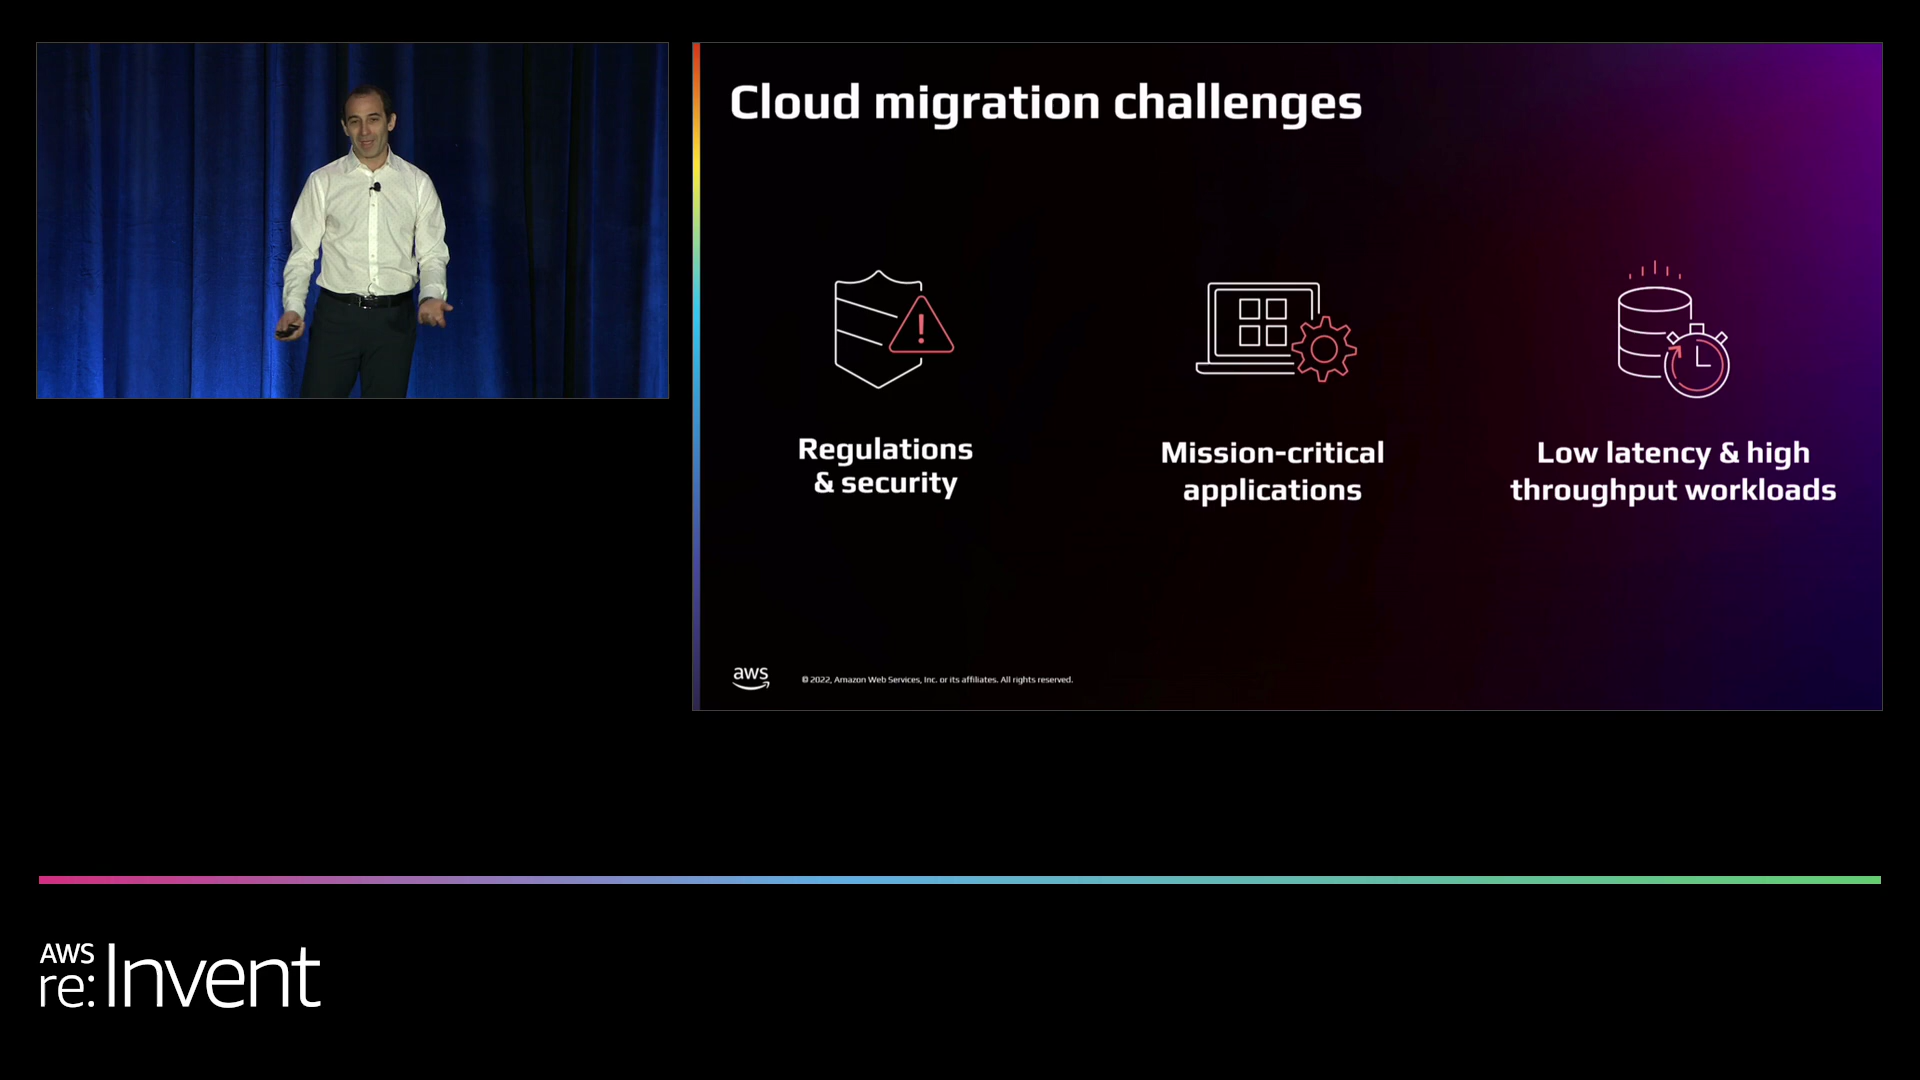 Cloud migration challenges
!
Regulations
& security
Mission-critical
applications
Low latency & high
throughput workloads
aws
© 2022, Amazon Web Services, Inc. or its affiliates. All rights reserved.
AWS
re:Invent